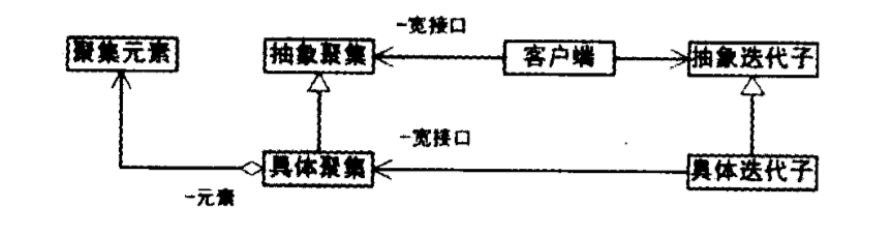 -宽接口
聚集元素
抽象聚集
客户端
抽象迭代子
-宽接口
具体聚集
具体迭代子
-元素